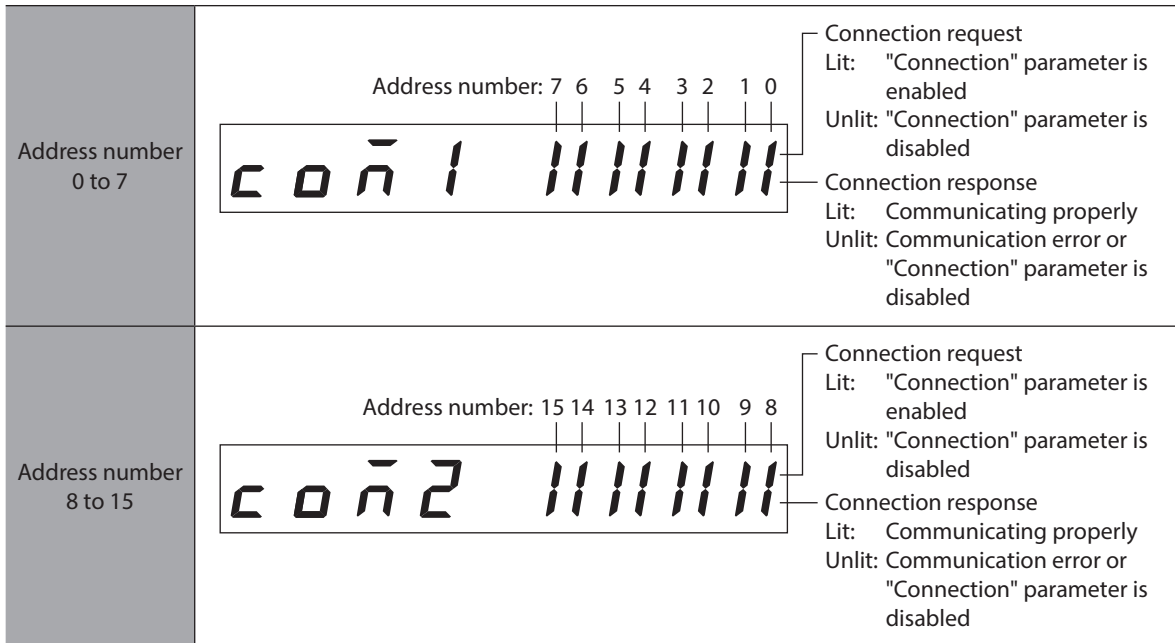 Address number
0 to 7
Address number: 7 6 5 4 3 2 1 0
com1
Connection request
Lit: "Connection" parameter is
enabled
Unlit: "Connection" parameter is
disabled
Connection response
Lit: Communicating properly
Unlit: Communication error or
"Connection" parameter is
disabled
Address number
8 to 15
Address number: 15 14 13 12 11 10 9 8
com2
Connection request
Lit: "Connection" parameter is
enabled
Unlit: "Connection" parameter is
disabled
Connection response
Lit: Communicating properly
Unlit: Communication error or
"Connection" parameter is
disabled